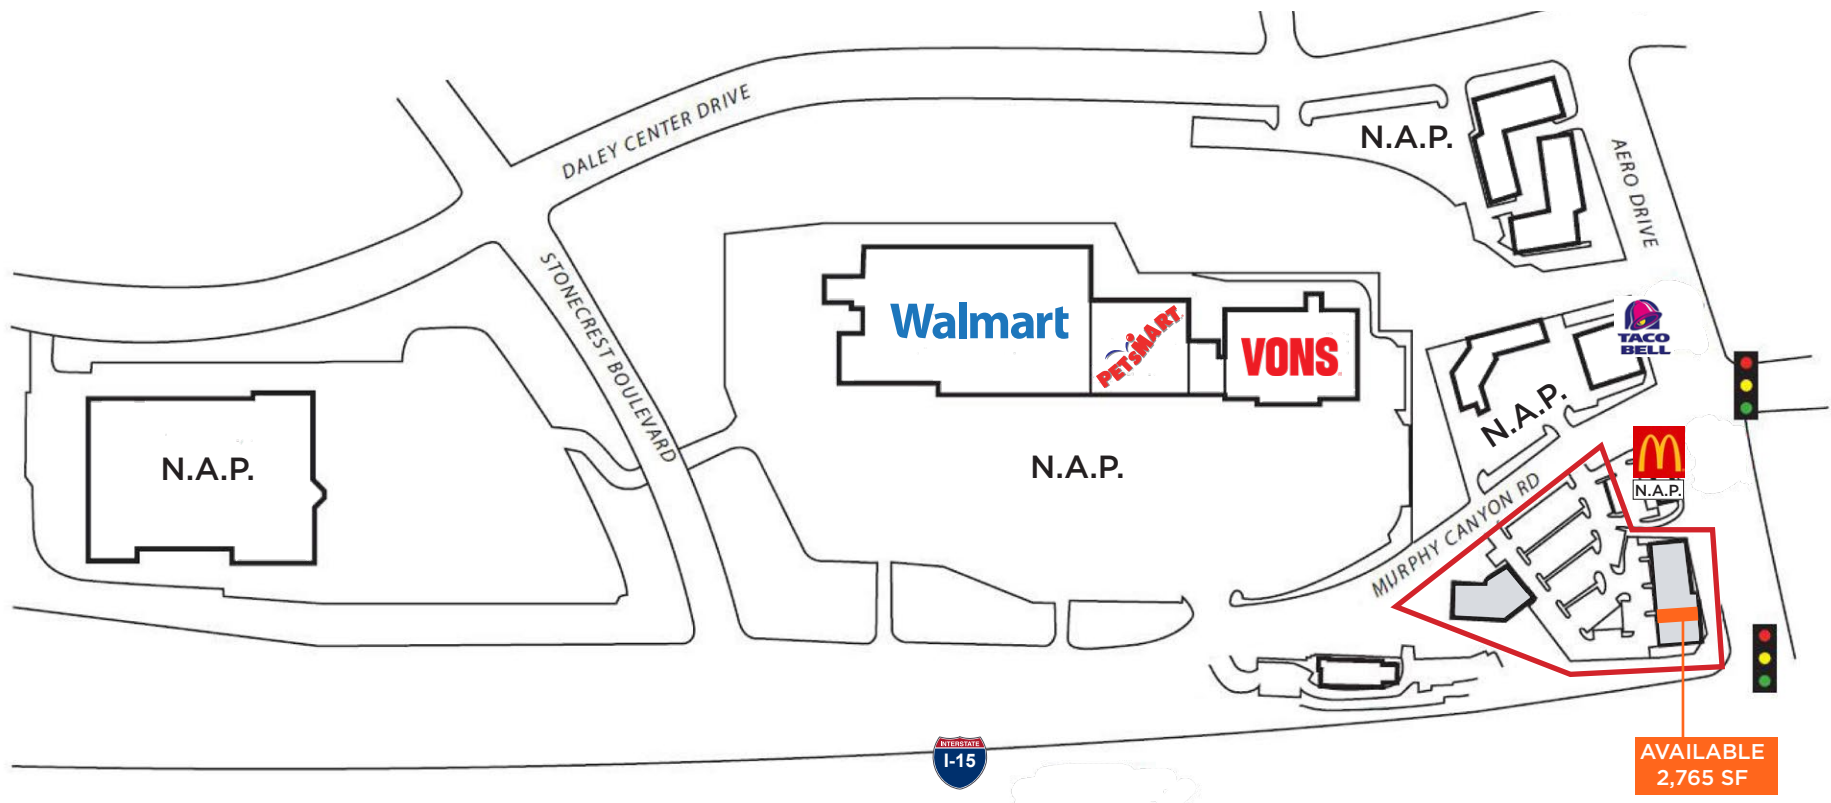 DALEY CENTER DRIVE
N.A.P.
AERO DRIVE
STONECREST BOULEVARD
Walmart
PETSMART
VONS
TACO
BELL
N.A.P.
N.A.P.
N.A.P.
N.A.P.
MURPHY CANYON RD
INTERSTATE
I-15
AVAILABLE
2,765 SF